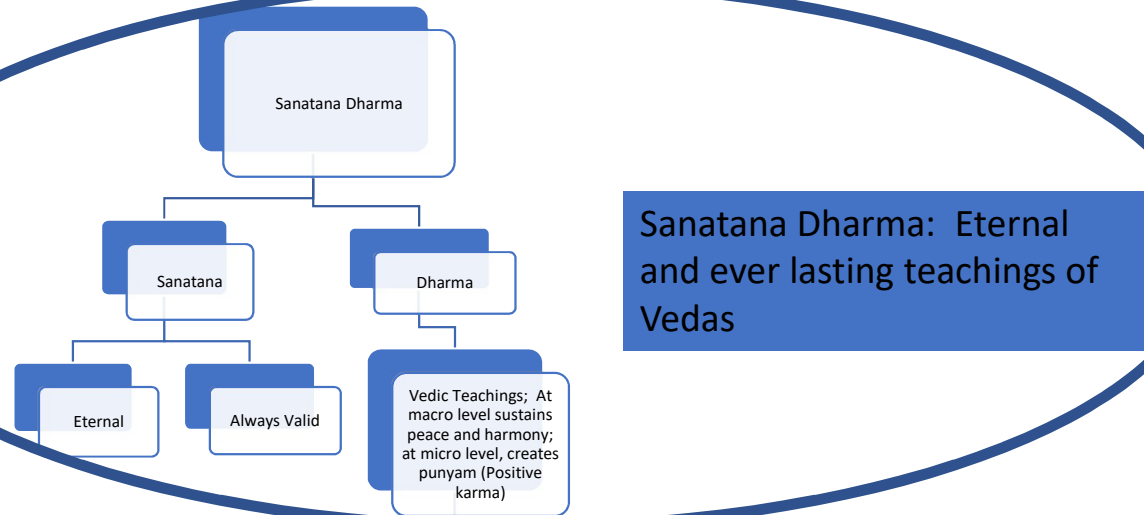 Sanatana Dharma
Sanatana
Dharma
Eternal
Always Valid
Vedic Teachings;  At
macro level sustains
peace and harmony;
at micro level, creates
punyam (Positive
karma)
Sanatana Dharma:  Eternal
and ever lasting teachings of
Vedas